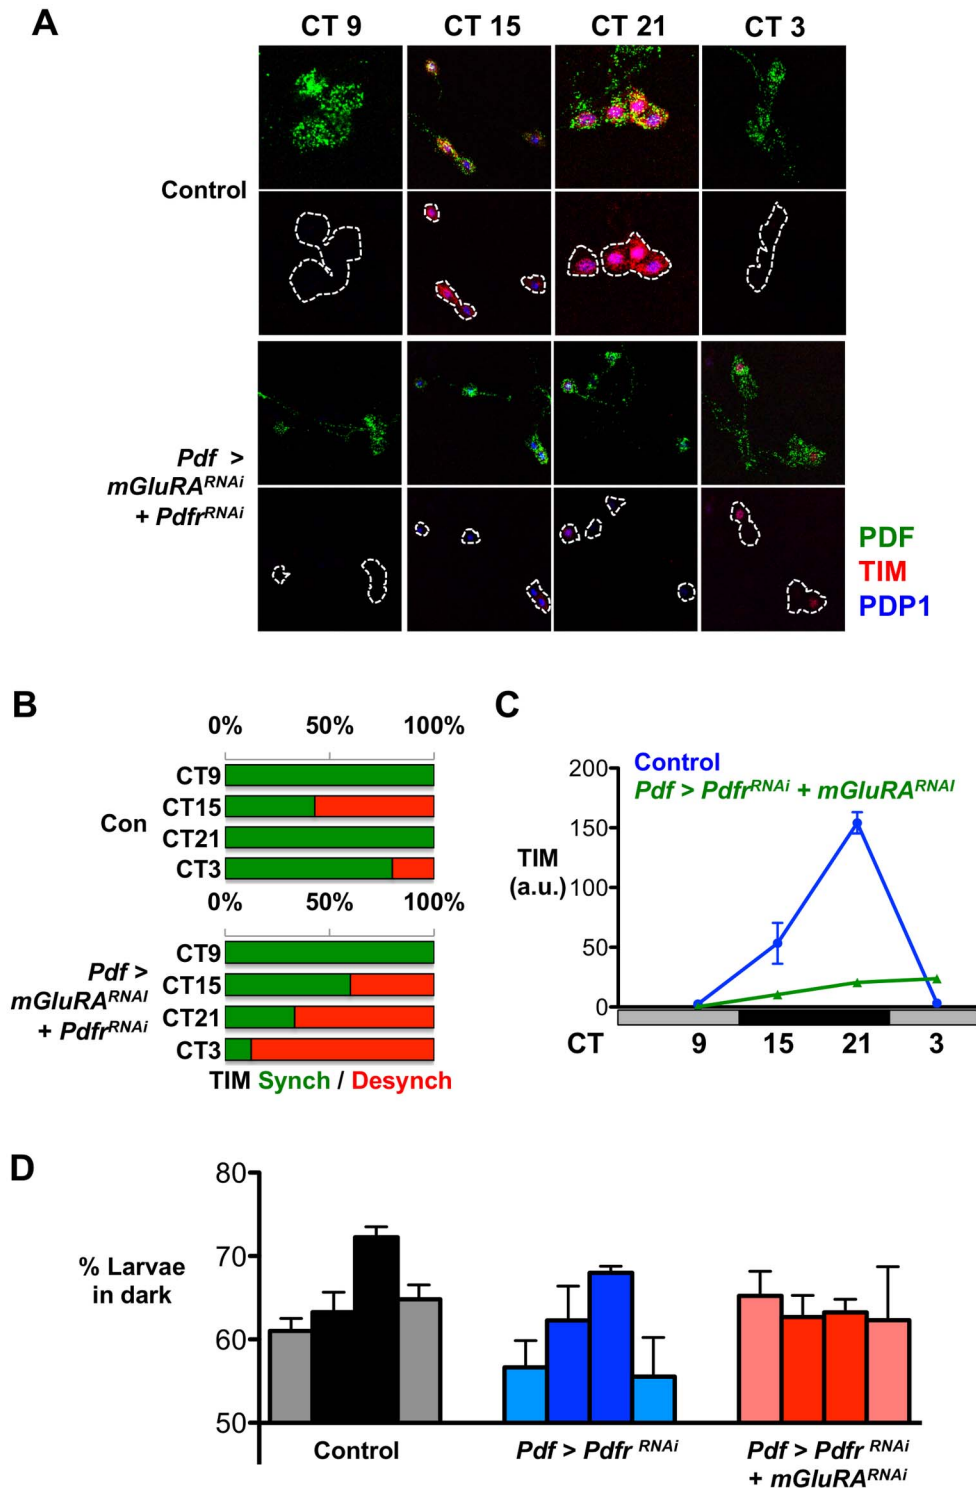 A
CT 9 CT 15 CT 21 CT 3
Control
Pdf >
mGluRA^RNAi
+ Pdfr^RNAi
PDF
TIM
PDP1
B
0% 50% 100%
Con
CT9
CT15
CT21
CT3
0% 50% 100%
Pdf >
mGluRA^RNAI
+ Pdfr^RNAi
CT9
CT15
CT21
CT3
TIM Synch / Desynch
C
Control
Pdf > Pdfr^RNAi + mGluRA^RNAI
TIM
(a.u.)
200
150
100
50
0
CT 9 15 21 3
D
% Larvae
in dark
80
70
60
50
Control
Pdf > Pdfr^RNAi
Pdf > Pdfr^RNAi
+ mGluRA^RNAi